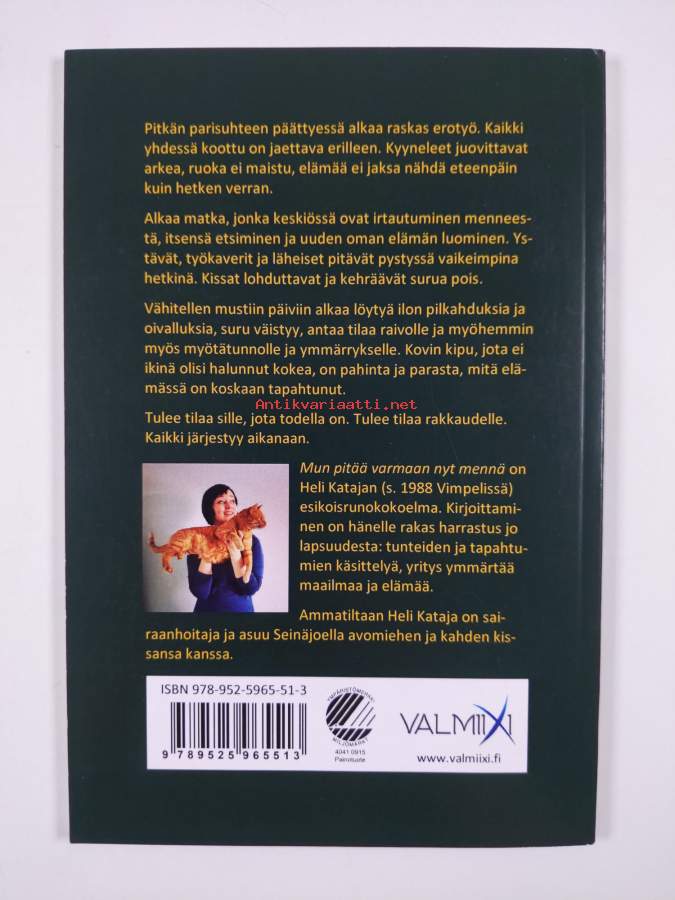 Pitkän parisuhteen päättyessä alkaa raskas erotyö. Kaikki
yhdessä koottu on jaettava erilleen. Kyyneleet juovittavat
arkea, ruoka ei maistu, elämää ei jaksa nähdä eteenpäin
kuin hetken verran.
Alkaa matka, jonka keskiössä ovat irtautuminen mennees-
tä, itsensä etsiminen ja uuden oman elämän luominen. Ys-
tävät, työkaverit ja läheiset pitävät pystyssä vaikeimpina
hetkinä. Kissat lohduttavat ja kehräävät surua pois.
Vähitellen mustiin päiviin alkaa löytyä ilon pilkahduksia ja
oivalluksia, suru väistyy, antaa tilaa raivolle ja myöhemmin
myös myötätunnolle ja ymmärrykselle. Kovin kipu, jota ei
ikinä olisi halunnut kokea, on pahinta ja parasta, mitä elä-
mässä on koskaan tapahtunut.
Antikvariaatti.net
Tulee tilaa sille, jota todella on. Tulee tilaa rakkaudelle.
Kaikki järjestyy aikanaan.
Mun pitää varmaan nyt mennä on
Heli Katajan (s. 1988 Vimpelissä)
esikoisrunokokoelma. Kirjoittami-
nen on hänelle rakas harrastus jo
lapsuudesta: tunteiden ja tapahtu-
mien käsittelyä, yritys ymmärtää
maailmaa ja elämää.
Ammatiltaan Heli Kataja on sai-
raanhoitaja ja asuu Seinäjoella avomiehen ja kahden kis-
sansa kanssa.
ISBN 978-952-5965-51-3
9 789525 965513
YMPÄRISTÖMERKKI
MILJÖMÄRKT
4041 0915
Painotuote
VALMIIXI
www.valmiixi.fi